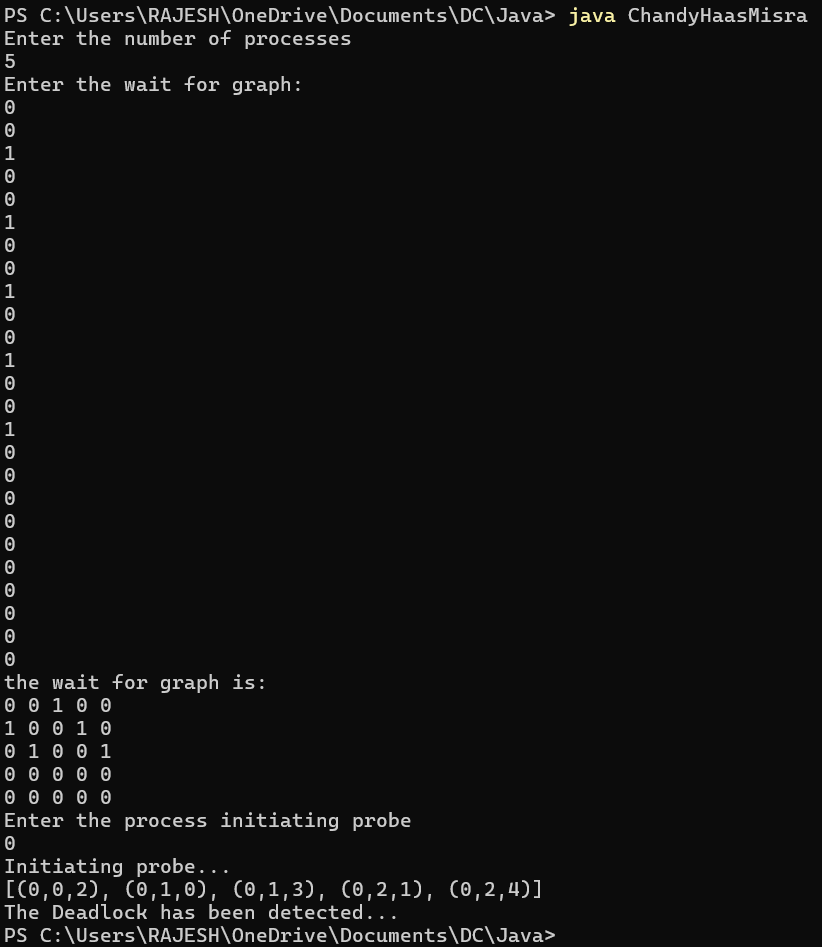 PS C:\Users\RAJESH\OneDrive\Documents\DC\Java> java ChandyHaasMisra
Enter the number of processes
5
Enter the wait for graph:
0
0
1
0
0
1
0
0
1
0
0
1
0
0
1
0
0
0
0
0
0
0
0
0
0
the wait for graph is:
0 0 1 0 0
1 0 0 1 0
0 1 0 0 1
0 0 0 0 0
0 0 0 0 0
Enter the process initiating probe
0
Initiating probe...
[(0,0,2), (0,1,0), (0,1,3), (0,2,1), (0,2,4)]
The Deadlock has been detected...
PS C:\Users\RAJESH\OneDrive\Documents\DC\Java>